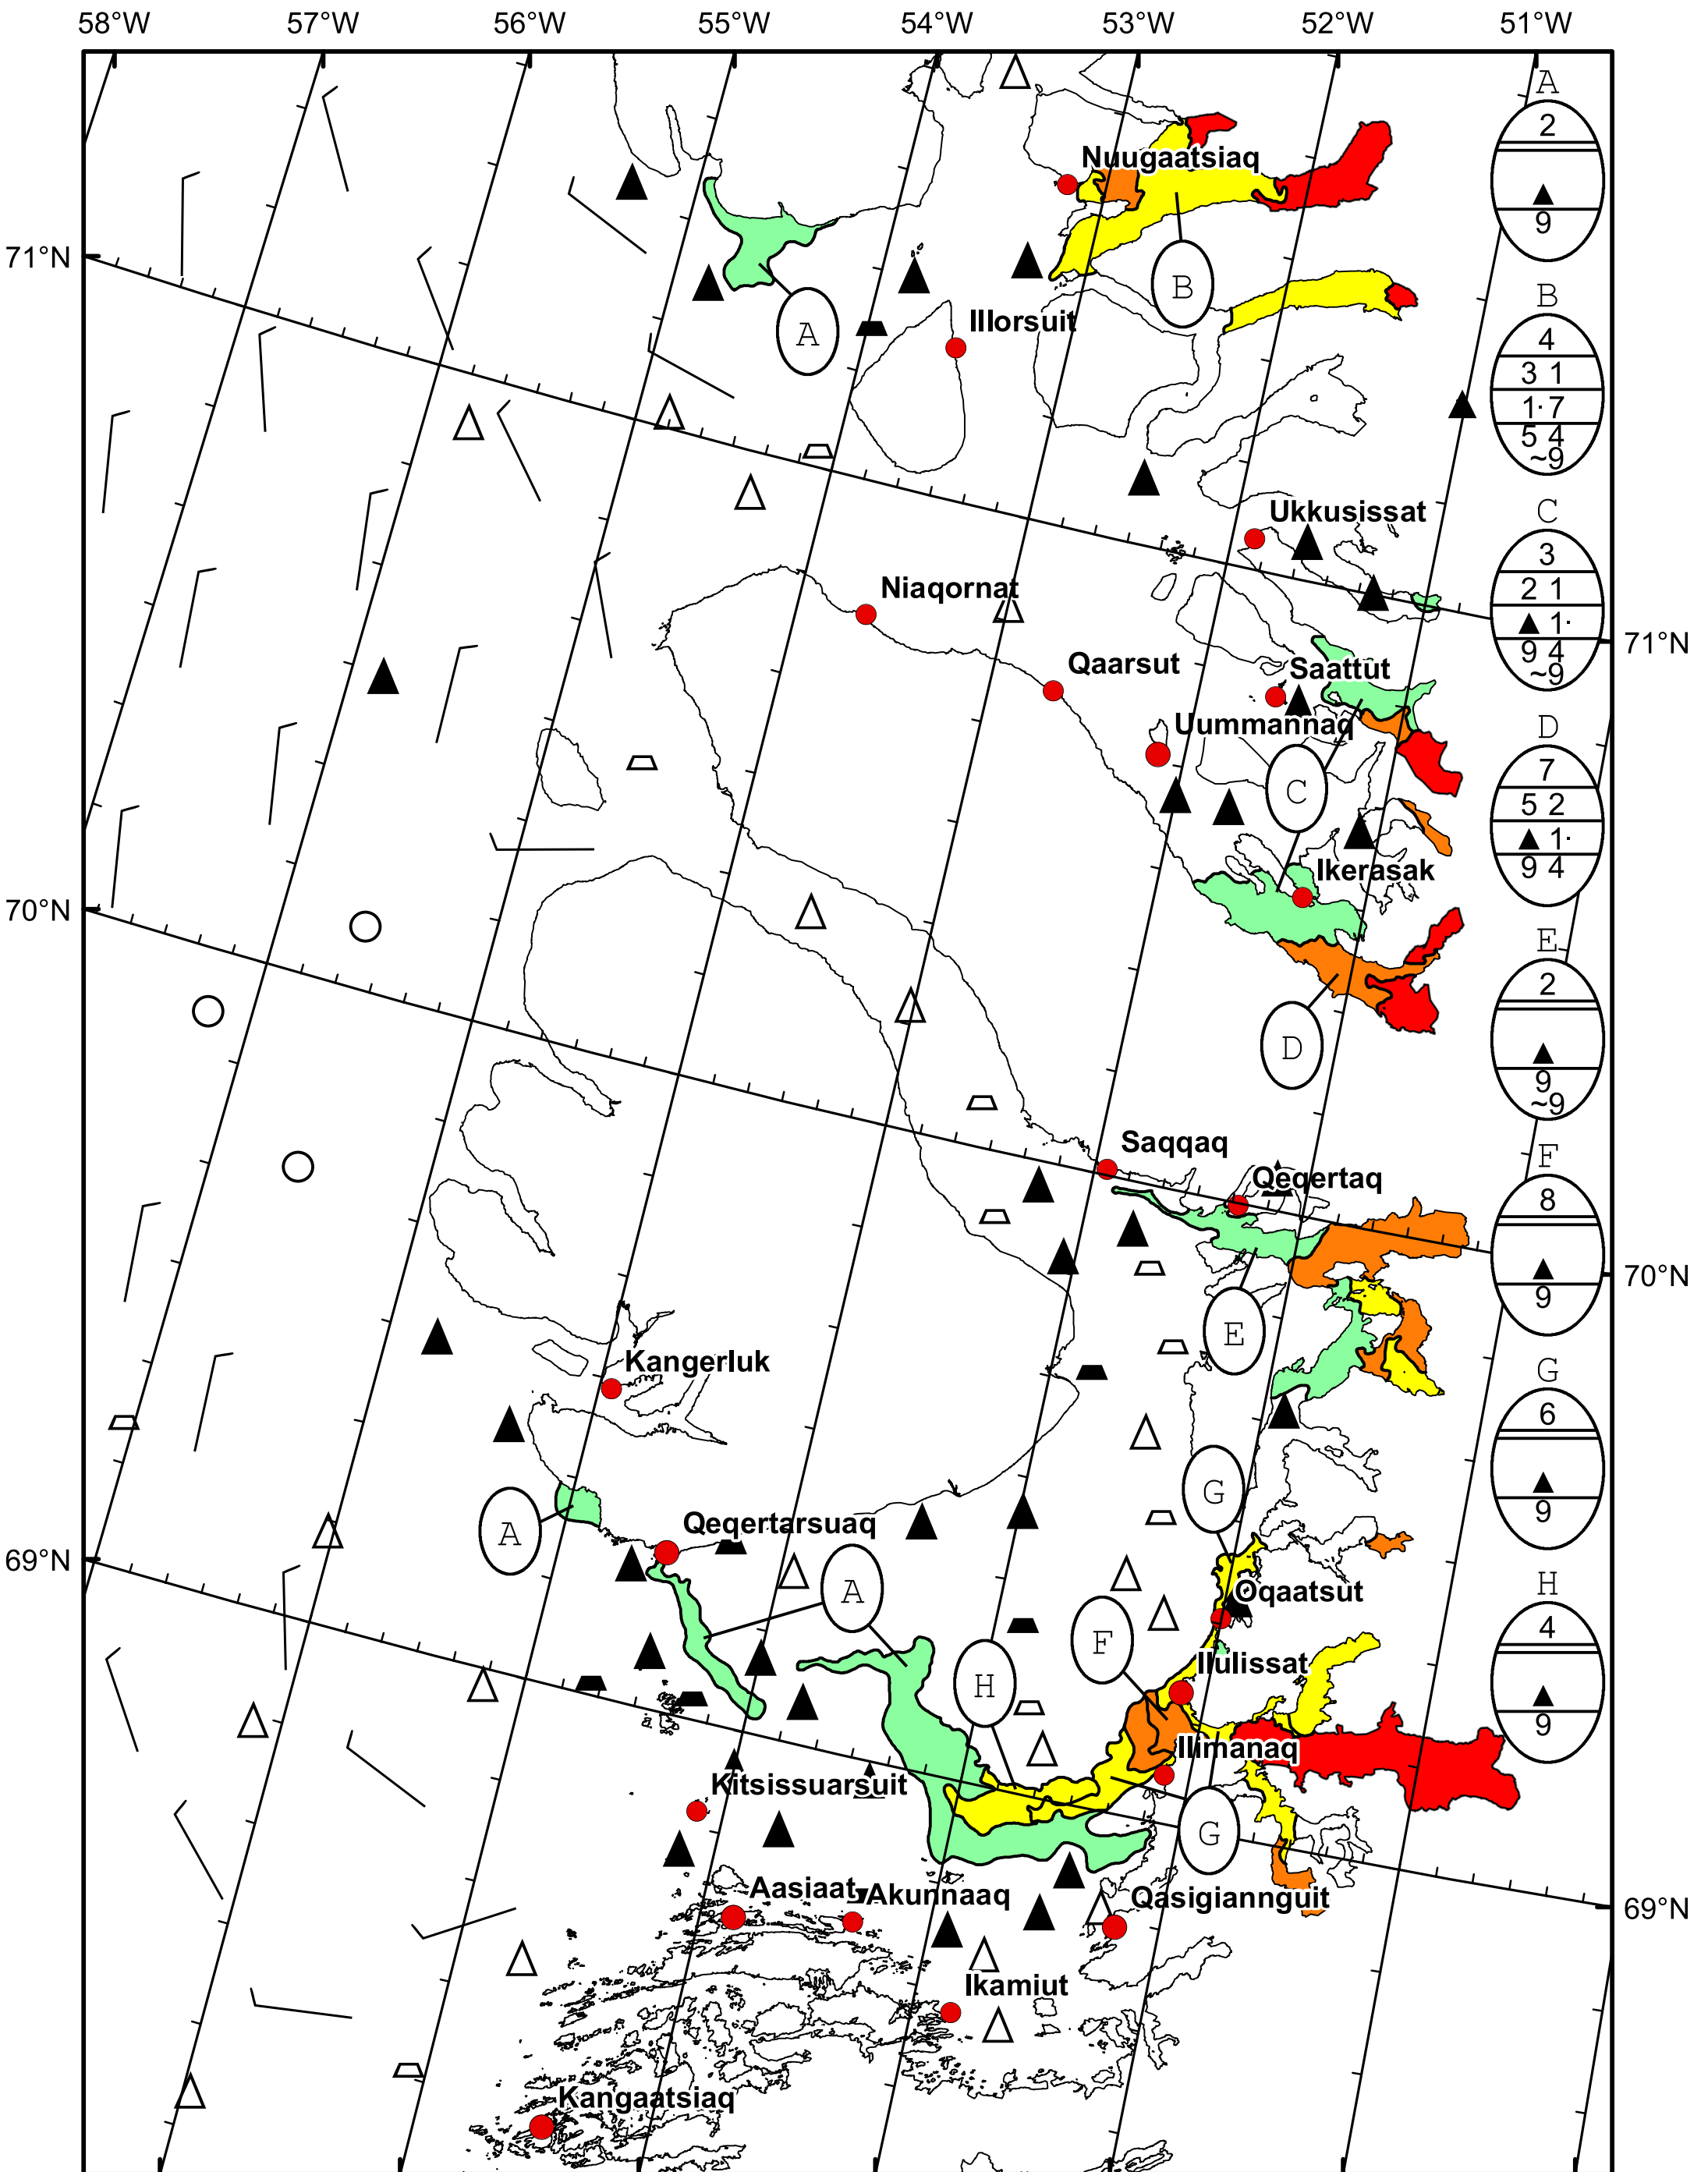 58°W 57°W 56°W 55°W 54°W 53°W 52°W 51°W
A
2
9
Nuugaatsiaq
71°N
B
A
Illorsuit
B
4
3 1
1· 7
5 4
~9
Ukkusissat
C
3
2 1
1·
9 4
~9
Niaqornat
71°N
Qaarsut
Saattut
Uummannaq
C
D
7
5 2
1·
9 4
Ikerasak
70°N
D
E
2
9
~9
Saqqaq
Qeqertaq
F
8
9
70°N
E
Kangerluk
G
6
9
G
A
Qeqertarsuaq
69°N
A
Oqaatsut
F
H
4
9
Ilulissat
H
Ilimanaq
Kitsissuarsuit
G
Aasiaat
Akunnaaq
Qasigiannguit
69°N
Ikamiut
Kangaatsiaq